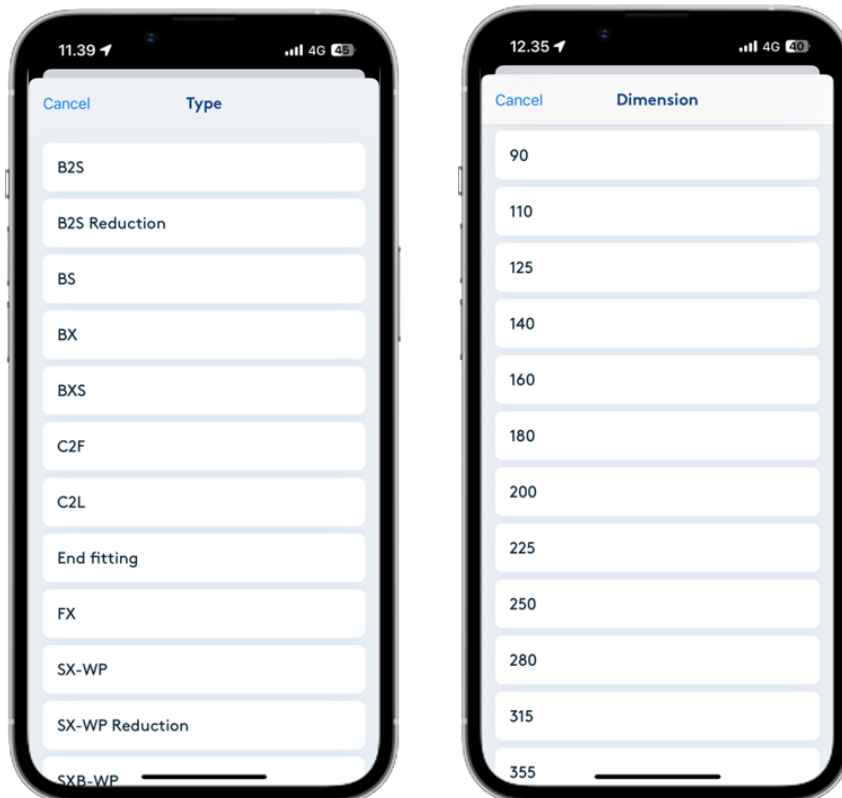 11.39
4G 45
Cancel
Type
B2S
B2S Reduction
BS
BX
BXS
C2F
C2L
End fitting
FX
SX-WP
SX-WP Reduction
SXB-WP
12.35
4G 40
Cancel
Dimension
90
110
125
140
160
180
200
225
250
280
315
355